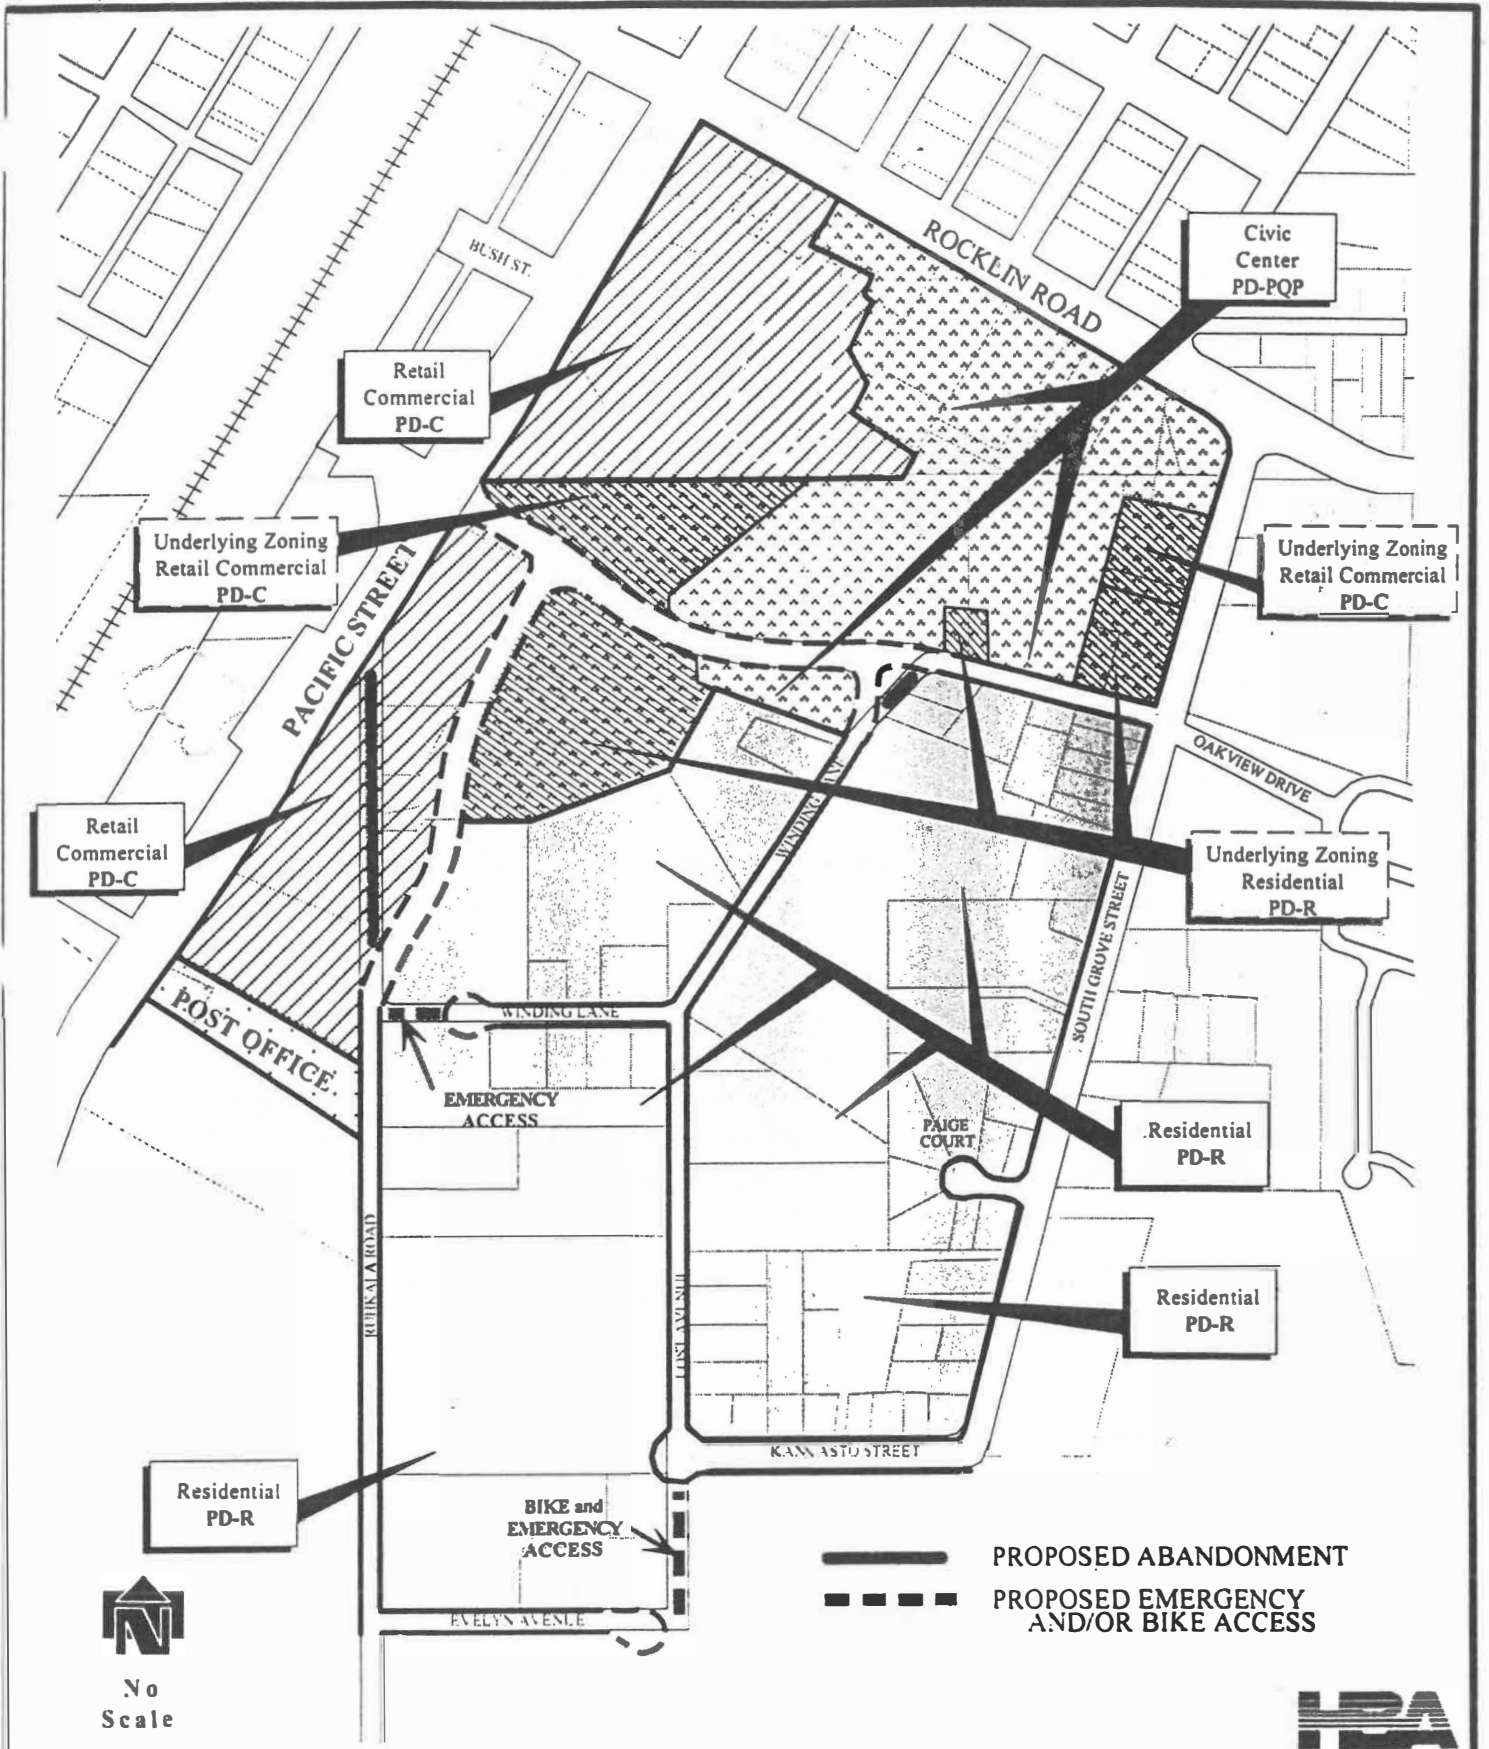 BUSH ST.
ROCKLIN ROAD
Civic
Center
PD-PQP
Retail
Commercial
PD-C
Underlying Zoning
Retail Commercial
PD-C
Underlying Zoning
Retail Commercial
PD-C
PACIFIC STREET
OAKVIEW DRIVE
WINDING
Retail
Commercial
PD-C
Underlying Zoning
Residential
PD-R
SOUTH GROVE STREET
POST OFFICE
WINDING LANE
EMERGENCY
ACCESS
PAIGE
COURT
Residential
PD-R
RUHKALA ROAD
LOST AVENUE
Residential
PD-R
KANNASTO STREET
Residential
PD-R
BIKE and
EMERGENCY
ACCESS
EVELYN AVENUE
PROPOSED ABANDONMENT
PROPOSED EMERGENCY
AND/OR BIKE ACCESS
N
No
Scale